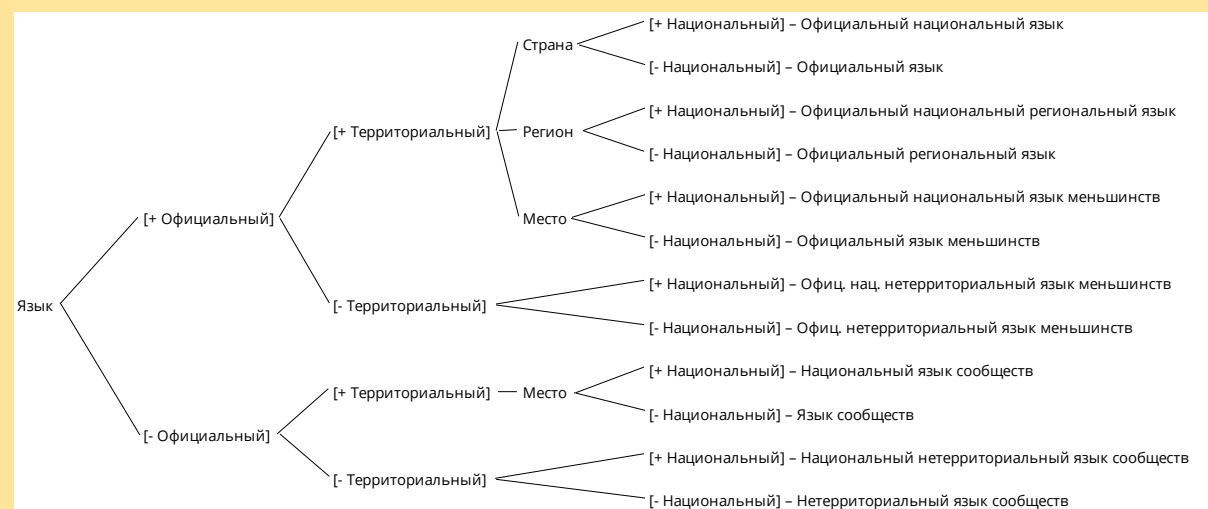 [+ Национальный] – Официальный национальный язык
Страна
[- Национальный] – Официальный язык
[+ Национальный] – Официальный национальный региональный язык
[+ Территориальный]
Регион
[- Национальный] – Официальный региональный язык
[+ Национальный] – Официальный национальный язык меньшинств
[+ Официальный]
Место
[- Национальный] – Официальный язык меньшинств
[+ Национальный] – Офиц. нац. нетерриториальный язык меньшинств
Язык
[- Территориальный]
[- Национальный] – Офиц. нетерриториальный язык меньшинств
[+ Национальный] – Национальный язык сообществ
[+ Территориальный]
Место
[- Национальный] – Язык сообществ
[- Официальный]
[+ Национальный] – Национальный нетерриториальный язык сообществ
[- Территориальный]
[- Национальный] – Нетерриториальный язык сообществ